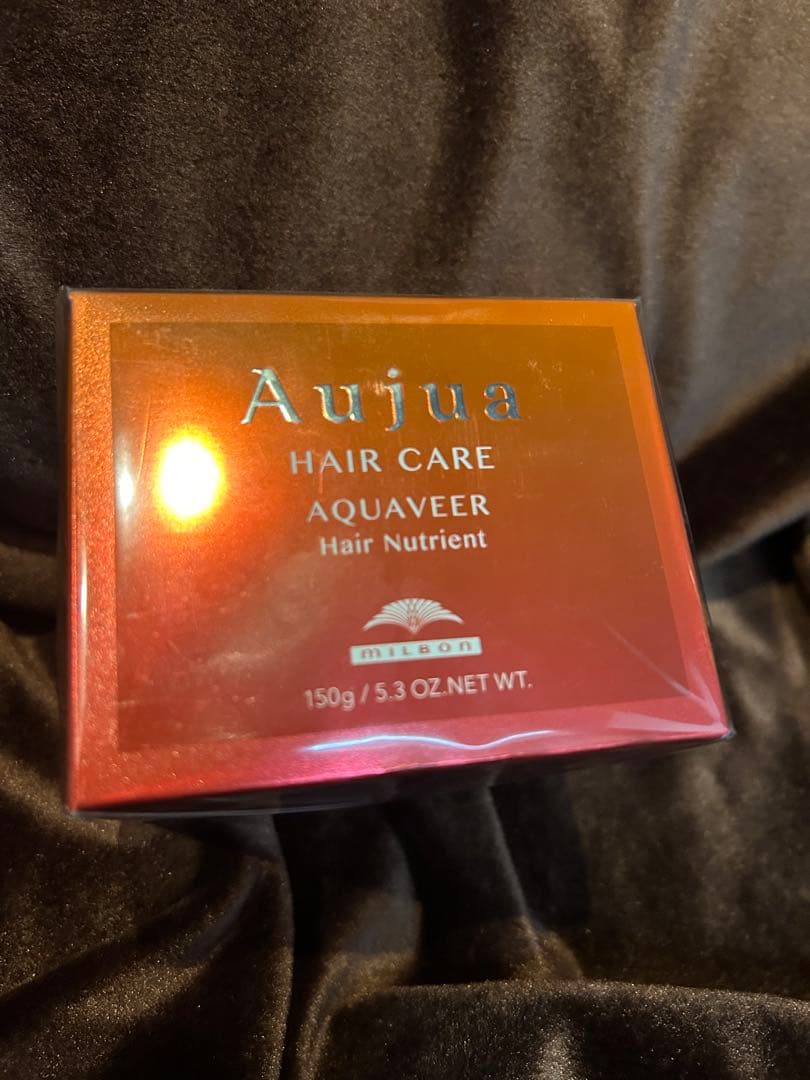 Aujua
HAIR CARE
AQUAVEER
Hair Nutrient
MILBON
150g / 5.3 OZ.NET WT.